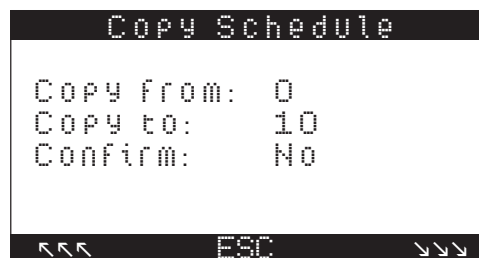 Copy Schedule
Copy from: 0
Copy to: 10
Confirm: No
↖↖↖ ESC ↘↘↘